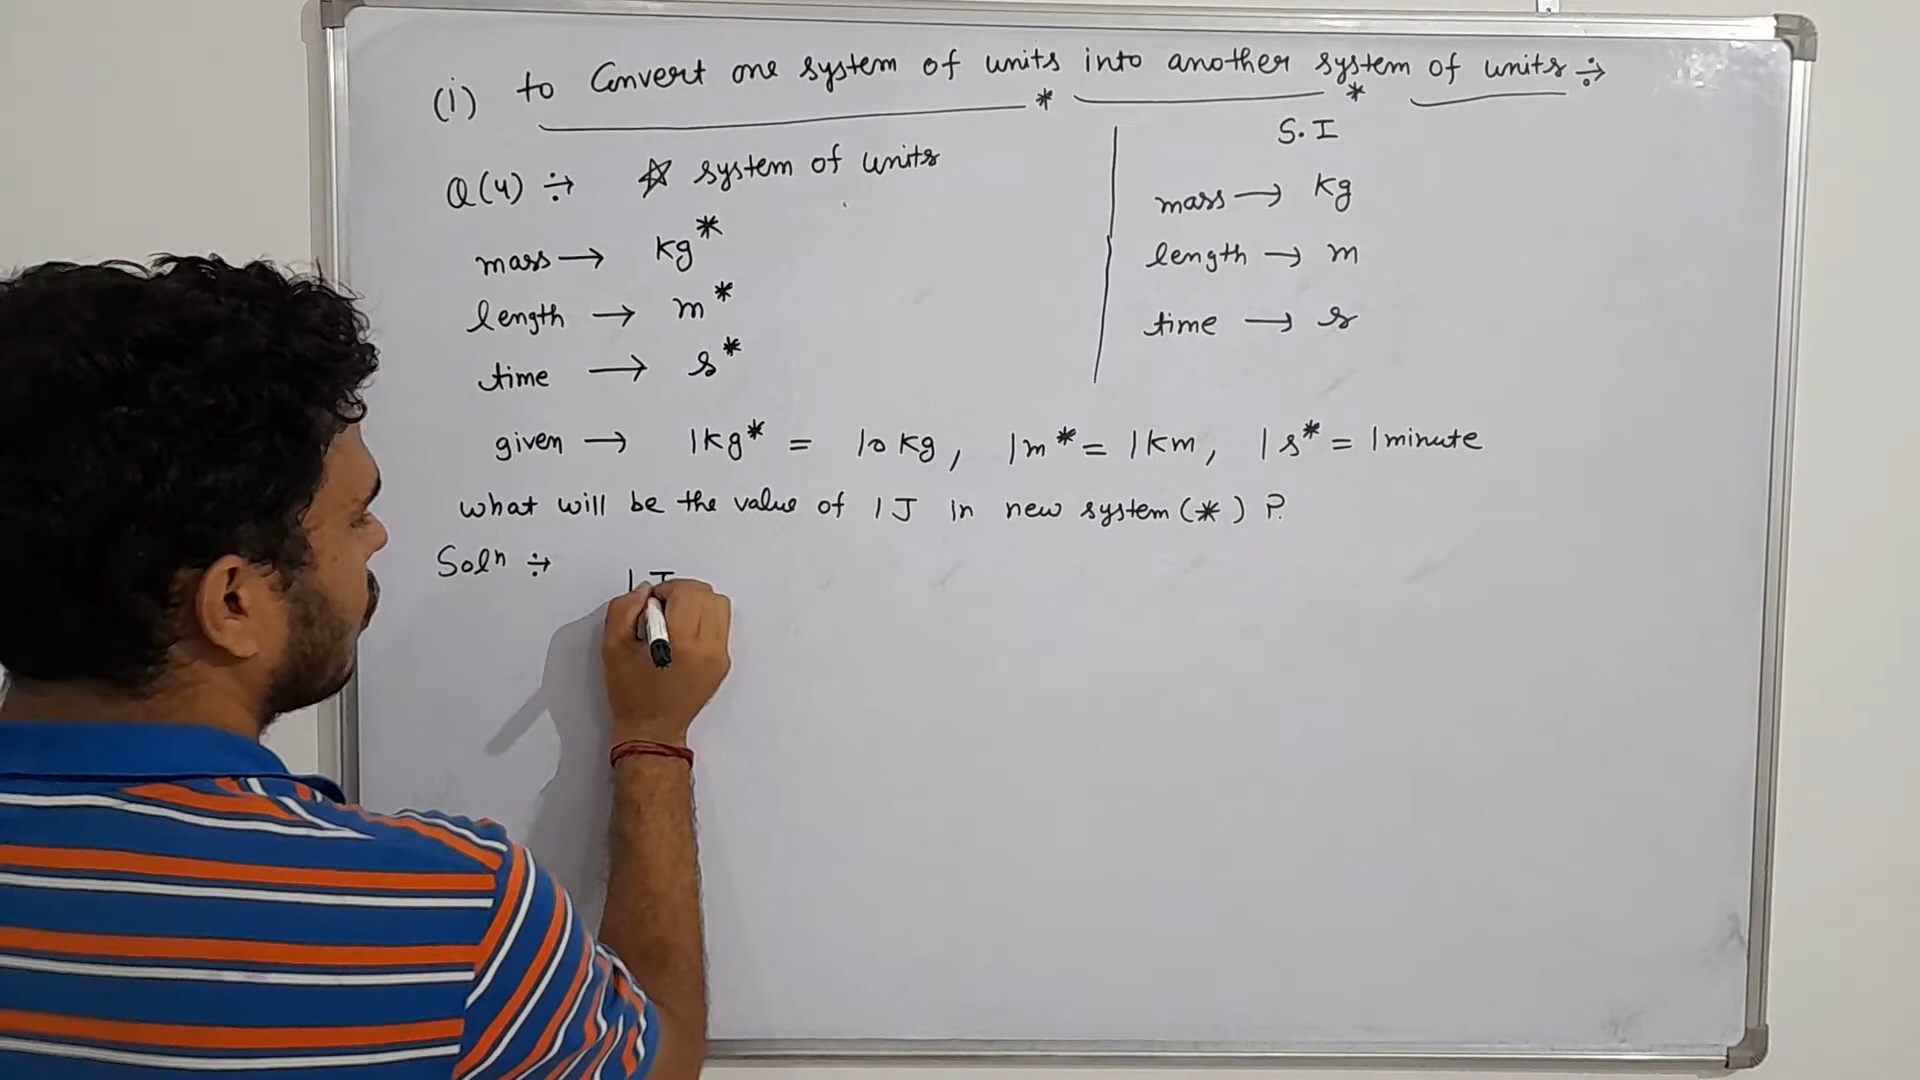 (i) to Convert one system of units into another system of units ÷
* *
Q(4) ÷ ☆ system of units
mass → kg*
length → m*
time → s*
S.I
mass → kg
length → m
time → s
given → 1kg* = 10 kg, 1m* = 1km, 1s* = 1minute
what will be the value of 1J in new system (*) ?
Solⁿ ÷ 1J